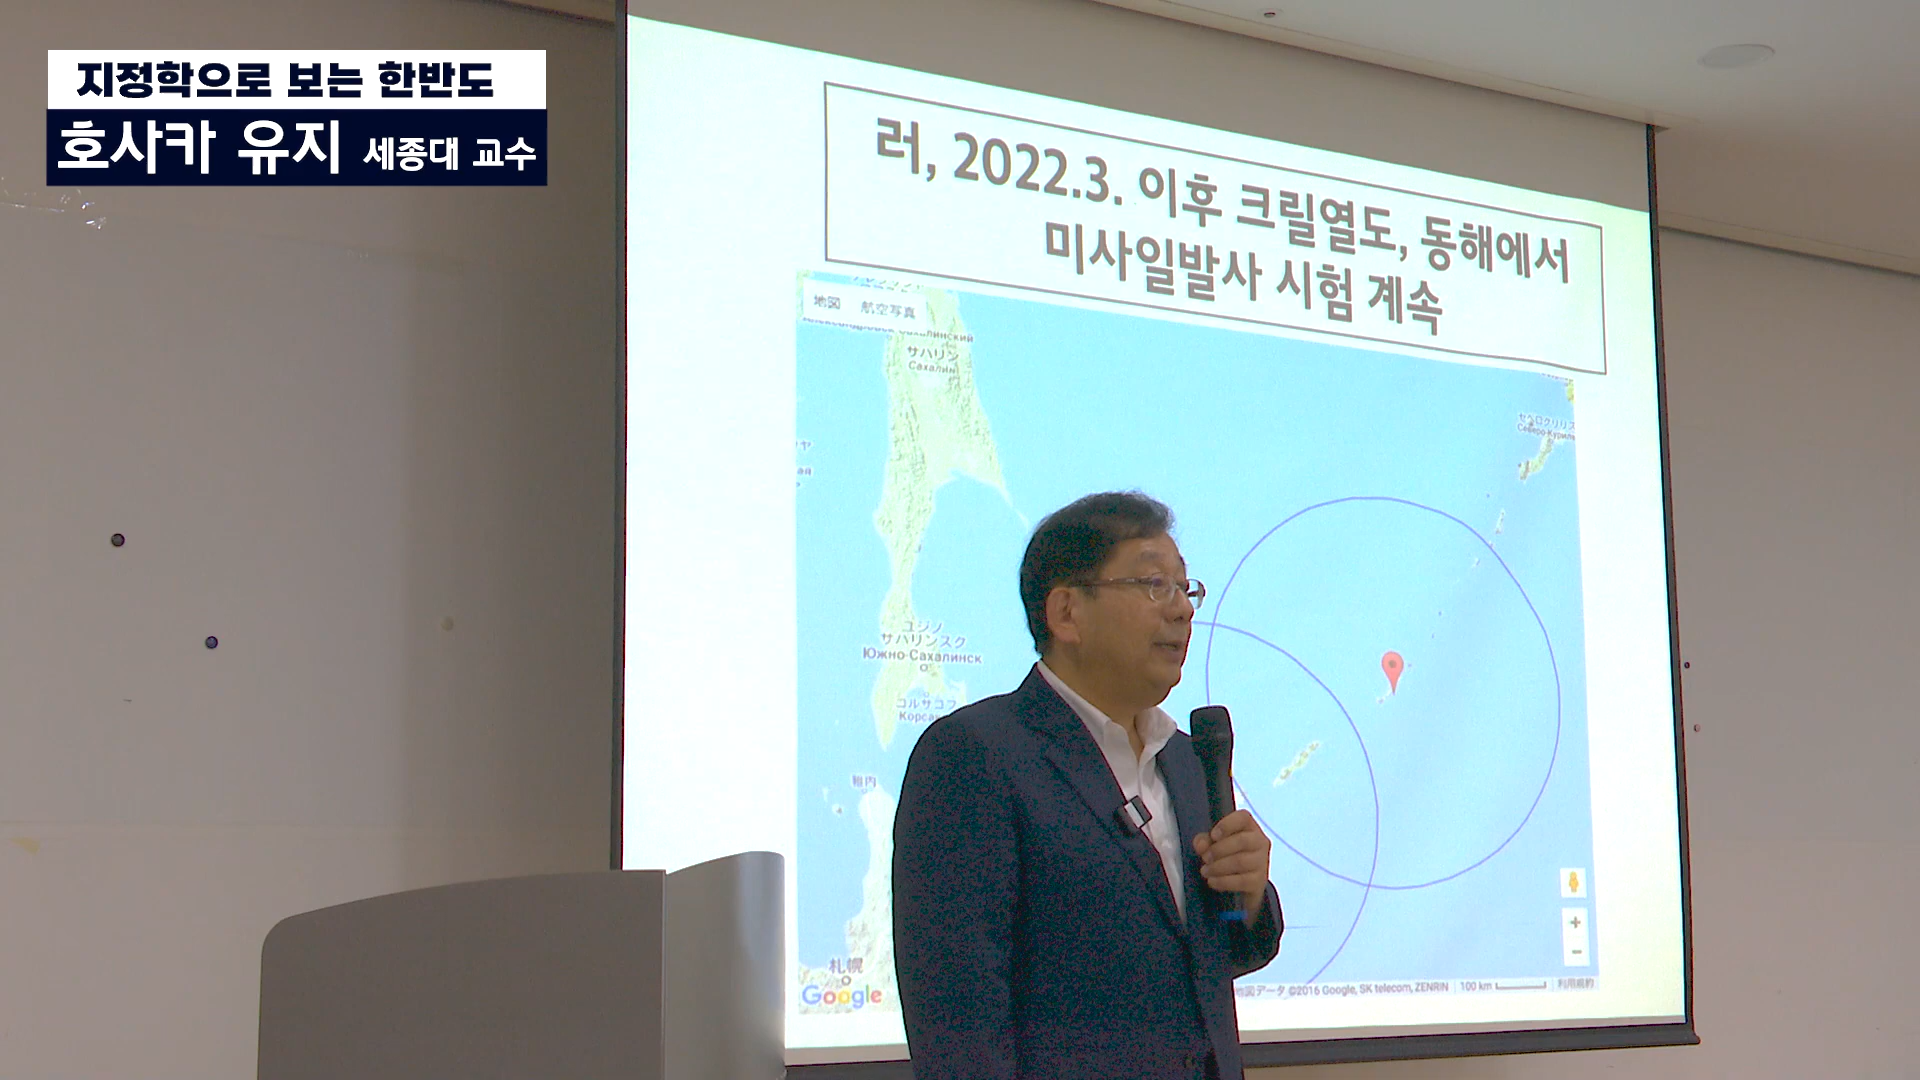 지정학으로 보는 한반도
호사카 유지 세종대 교수
러, 2022.3. 이후 크릴열도, 동해에서
미사일발사 시험 계속
地図 航空写真
サハリン
Сахалин
ユジノ
サハリンスク
Южно-Сахалинск
コルサコフ
稚内
札幌
Google
地図データ ©2016 Google, SK telecom, ZENRIN
100 km
利用規約